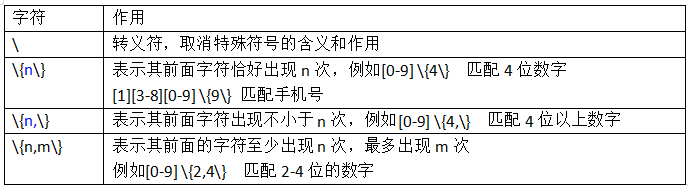 字符 作用
\ 转义符，取消特殊符号的含义和作用
\{n\} 表示其前面字符恰好出现 n 次，例如[0-9] \{4\} 匹配 4 位数字
[1][3-8][0-9] \{9\} 匹配手机号
\{n,\} 表示其前面字符出现不小于 n 次，例如 [0-9] \{4,\} 匹配 4 位以上数字
\{n,m\} 表示其前面的字符至少出现 n 次，最多出现 m 次
例如[0-9] \{2,4\} 匹配 2-4 位的数字